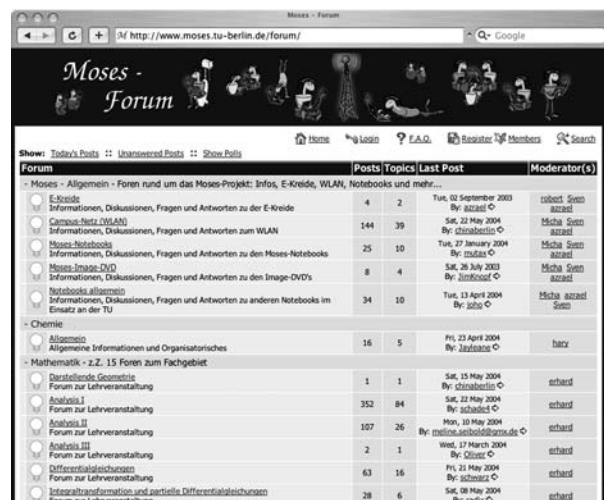 Moses - Forum
http://www.moses.tu-berlin.de/forum/
Google
Moses -
Forum
Home Login F.A.Q. Register Members Search
Show: Today's Posts :: Unanswered Posts :: Show Polls
Forum Posts Topics Last Post Moderator(s)
- Moses - Allgemein - Foren rund um das Moses-Projekt: Infos, E-Kreide, WLAN, Notebooks und mehr...
E-Kreide
Informationen, Diskussionen, Fragen und Antworten zu der E-Kreide
4 2 Tue, 02 September 2003
By: azrael
robert Sven
azrael
Campus-Netz (WLAN)
Informationen, Diskussionen, Fragen und Antworten zum WLAN
144 39 Sat, 22 May 2004
By: chinaberlin
Micha Sven
azrael
Moses-Notebooks
Informationen, Diskussionen, Fragen und Antworten zu den Moses-Notebooks
25 10 Tue, 27 January 2004
By: mutax
Micha Sven
azrael
Moses-Image-DVD
Informationen, Diskussionen, Fragen und Antworten zu den Image-DVD's
8 4 Sat, 26 July 2003
By: JimKnopf
Micha Sven
azrael
Notebooks allgemein
Informationen, Diskussionen, Fragen und Antworten zu anderen Notebooks im
Einsatz an der TU
34 10 Tue, 13 April 2004
By: joho
Micha azrael
Sven
- Chemie
Allgemein
Allgemeine Informationen und Organisatorisches
16 5 Fri, 23 April 2004
By: Jayleane
hary
- Mathematik - z.Z. 15 Foren zum Fachgebiet
Darstellende Geometrie
Forum zur Lehrveranstaltung
1 1 Sat, 15 May 2004
By: chinaberlin
erhard
Analysis I
Forum zur Lehrveranstaltung
352 84 Sat, 22 May 2004
By: schade4
erhard
Analysis II
Forum zur Lehrveranstaltung
107 26 Mon, 10 May 2004
By: meline.seibold@gmx.de
erhard
Analysis III
Forum zur Lehrveranstaltung
2 1 Wed, 17 March 2004
By: Oliver
erhard
Differentialgleichungen
Forum zur Lehrveranstaltung
63 16 Fri, 21 May 2004
By: schwarz
erhard
Integraltransformation und partielle Differentialgleichungen
28 6 Sat, 08 May 2004
erhard